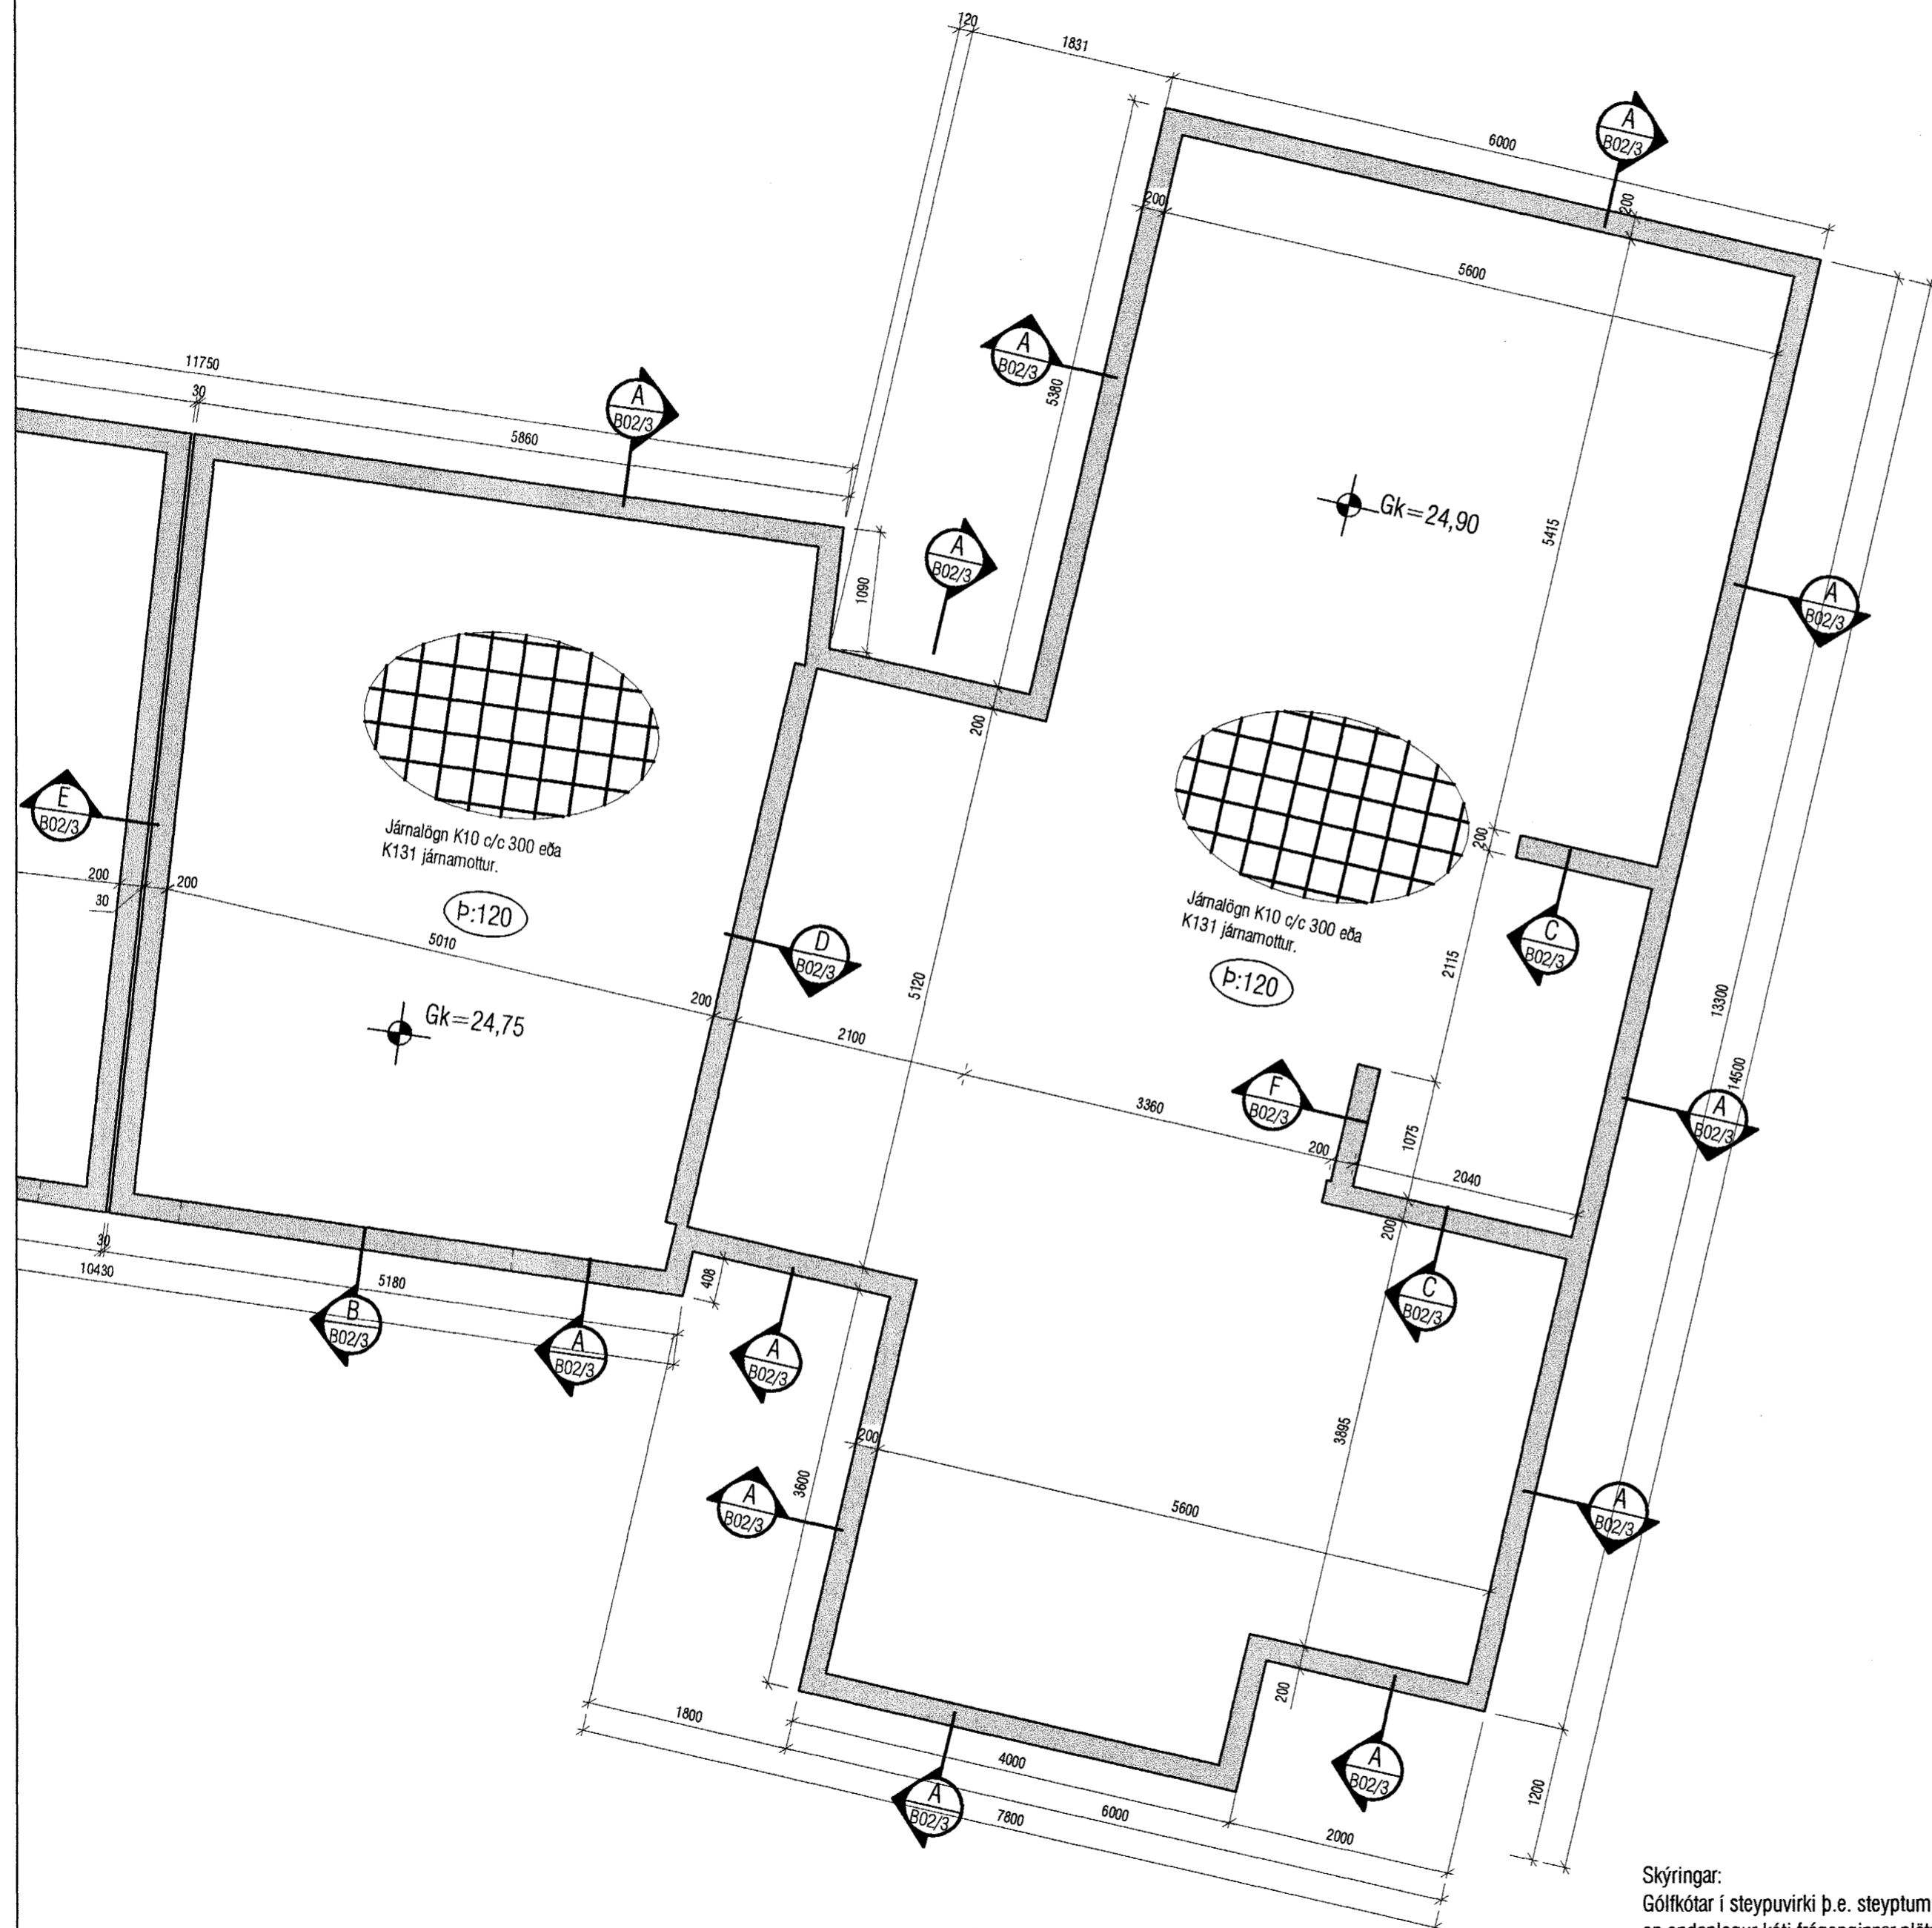 120
1831
6000
A
B02/3
200
200
5600
A
B02/3
5380
11750
30
5860
A
B02/3
Gk=24,90
5415
A
B02/3
1090
A
B02/3
200
E
B02/3
Járnalögn K10 c/c 300 eða
K131 járnamottur.
Þ:120
200
30
200
5010
Gk=24,75
200
D
B02/3
2100
5120
Járnalögn K10 c/c 300 eða
K131 járnamottur.
Þ:120
200
C
B02/3
2115
13300
14500
A
B02/3
F
B02/3
3360
200
1075
2040
200
C
B02/3
30
10430
5180
B
B02/3
A
B02/3
408
A
B02/3
A
B02/3
200
3600
5600
3895
A
B02/3
200
A
B02/3
1800
4000
6000
7800
2000
1200
A
B02/3
Skýringar:
Gólfkótar í steypuvirki þ.e. steyptum